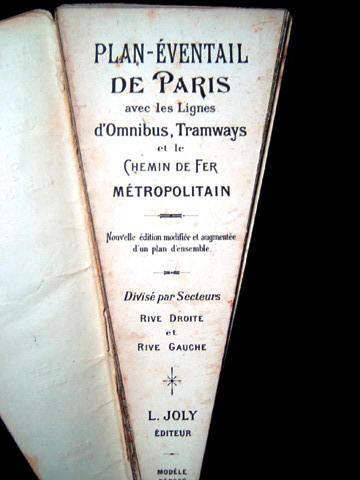 PLAN-ÉVENTAIL
DE PARIS
avec les Lignes
d'Omnibus, Tramways
et le
CHEMIN DE FER
MÉTROPOLITAIN
Nouvelle édition modifiée et augmentée
d'un plan d'ensemble.
Divisé par Secteurs
RIVE DROITE
et
RIVE GAUCHE
L. JOLY
ÉDITEUR
MODÈLE